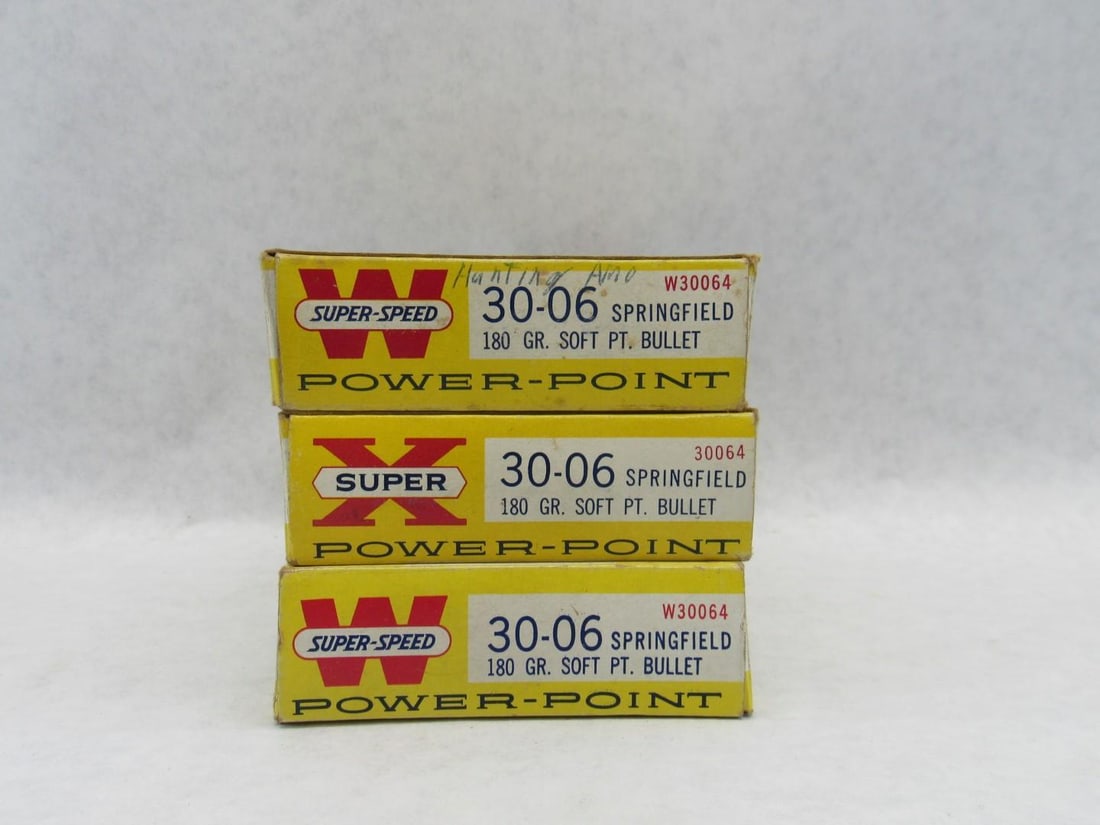 Hunting Amo
W30064
W
SUPER-SPEED
30-06 SPRINGFIELD
180 GR. SOFT PT. BULLET
POWER-POINT
30064
X
SUPER
30-06 SPRINGFIELD
180 GR. SOFT PT. BULLET
POWER-POINT
W30064
W
SUPER-SPEED
30-06 SPRINGFIELD
180 GR. SOFT PT. BULLET
POWER-POINT